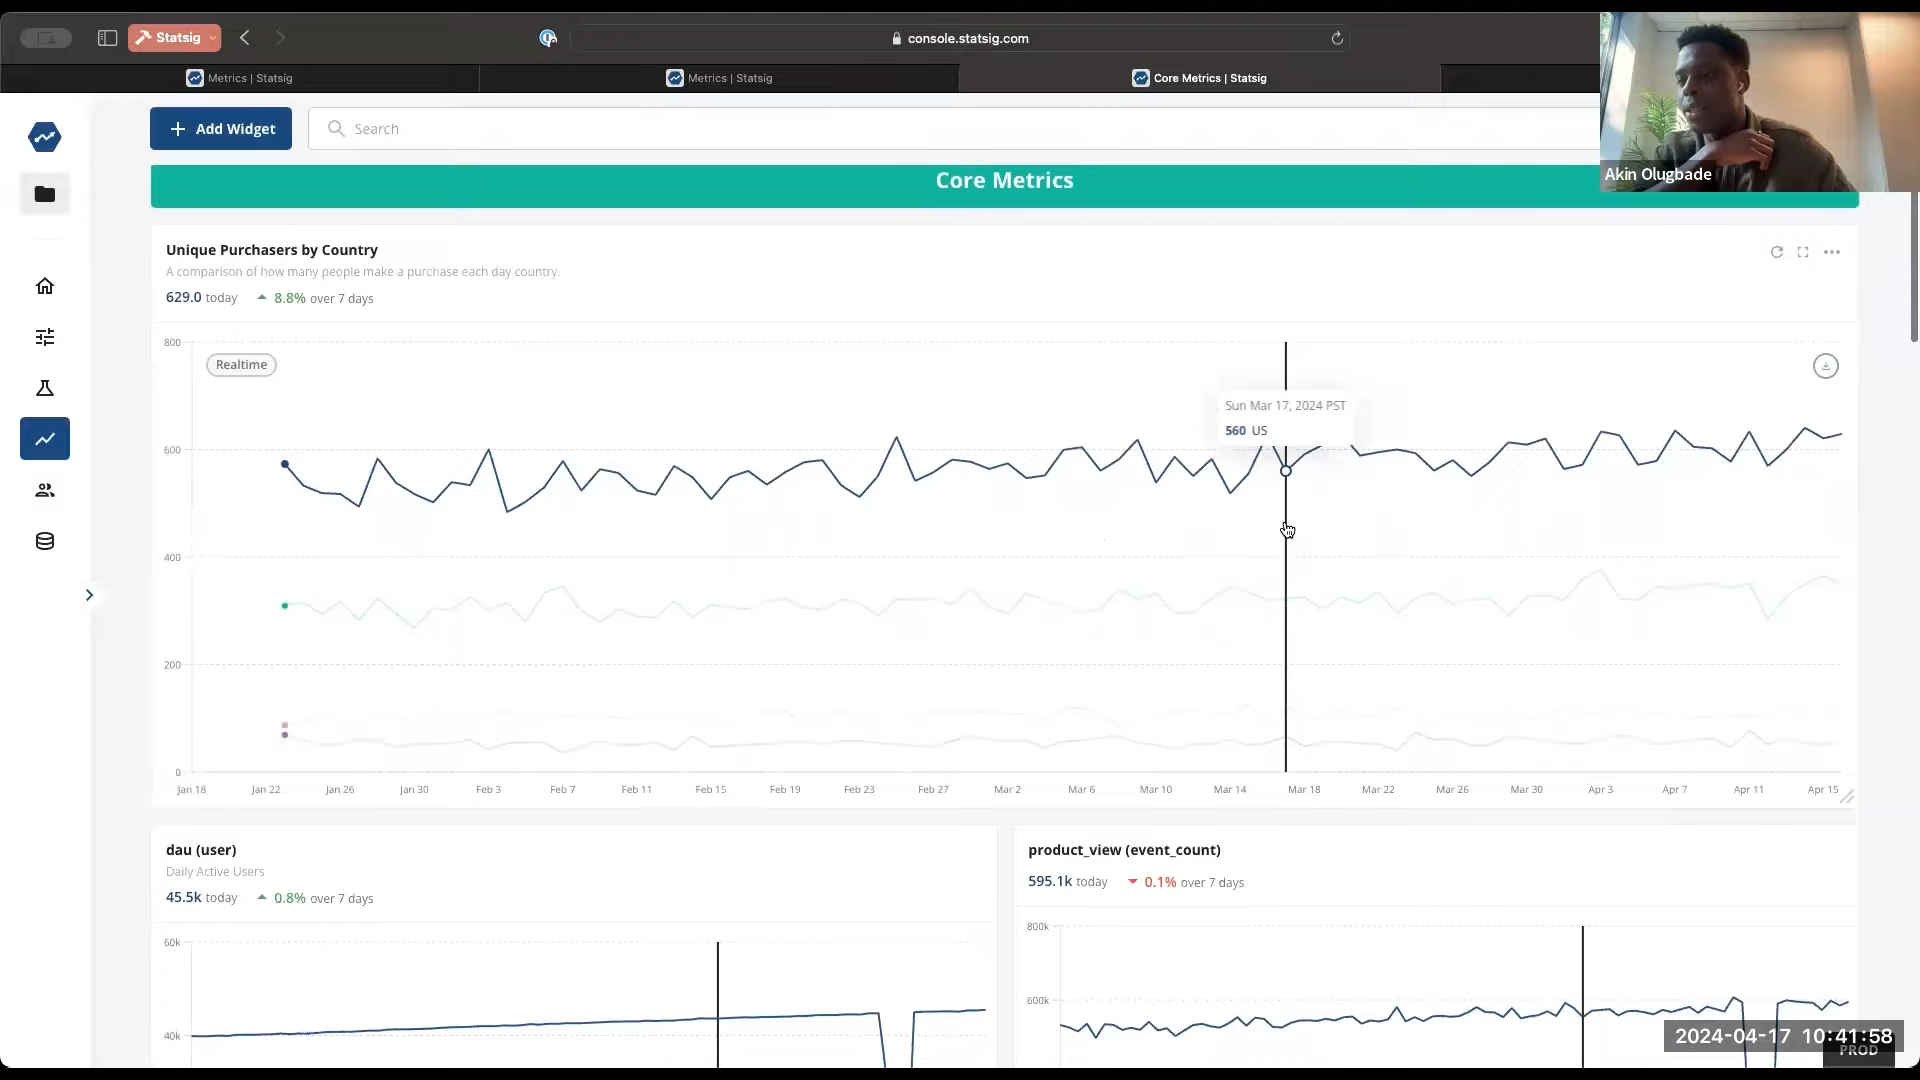 Statsig
console.statsig.com
Metrics | Statsig
Metrics | Statsig
Core Metrics | Statsig
Add Widget
Search
Akin Olugbade
Core Metrics
Unique Purchasers by Country
A comparison of how many people make a purchase each day country.
629.0 today 8.8% over 7 days
800
Realtime
Sun Mar 17, 2024 PST
560 US
600
400
200
0
Jan 18 Jan 22 Jan 26 Jan 30 Feb 3 Feb 7 Feb 11 Feb 15 Feb 19 Feb 23 Feb 27 Mar 2 Mar 6 Mar 10 Mar 14 Mar 18 Mar 22 Mar 26 Mar 30 Apr 3 Apr 7 Apr 11 Apr 15
dau (user)
Daily Active Users
45.5k today 0.8% over 7 days
60k
40k
product_view (event_count)
595.1k today 0.1% over 7 days
800k
600k
2024-04-17 10:41:58
PROD